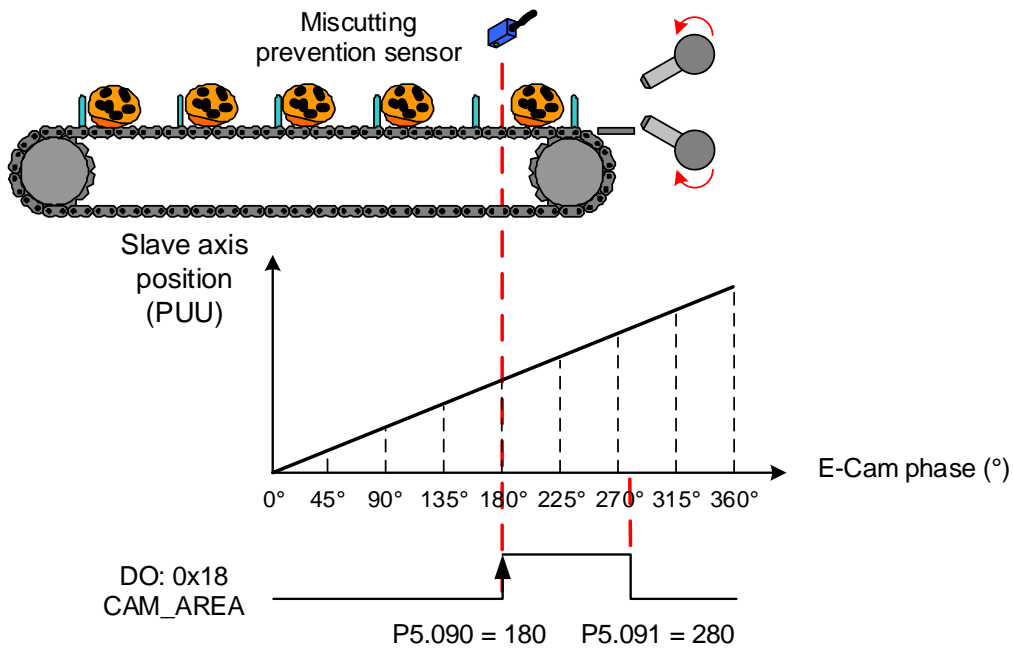 Miscutting
prevention sensor
Slave axis
position
(PUU)
E-Cam phase (°)
0° 45° 90° 135° 180° 225° 270° 315° 360°
DO: 0x18
CAM_AREA
P5.090 = 180 P5.091 = 280